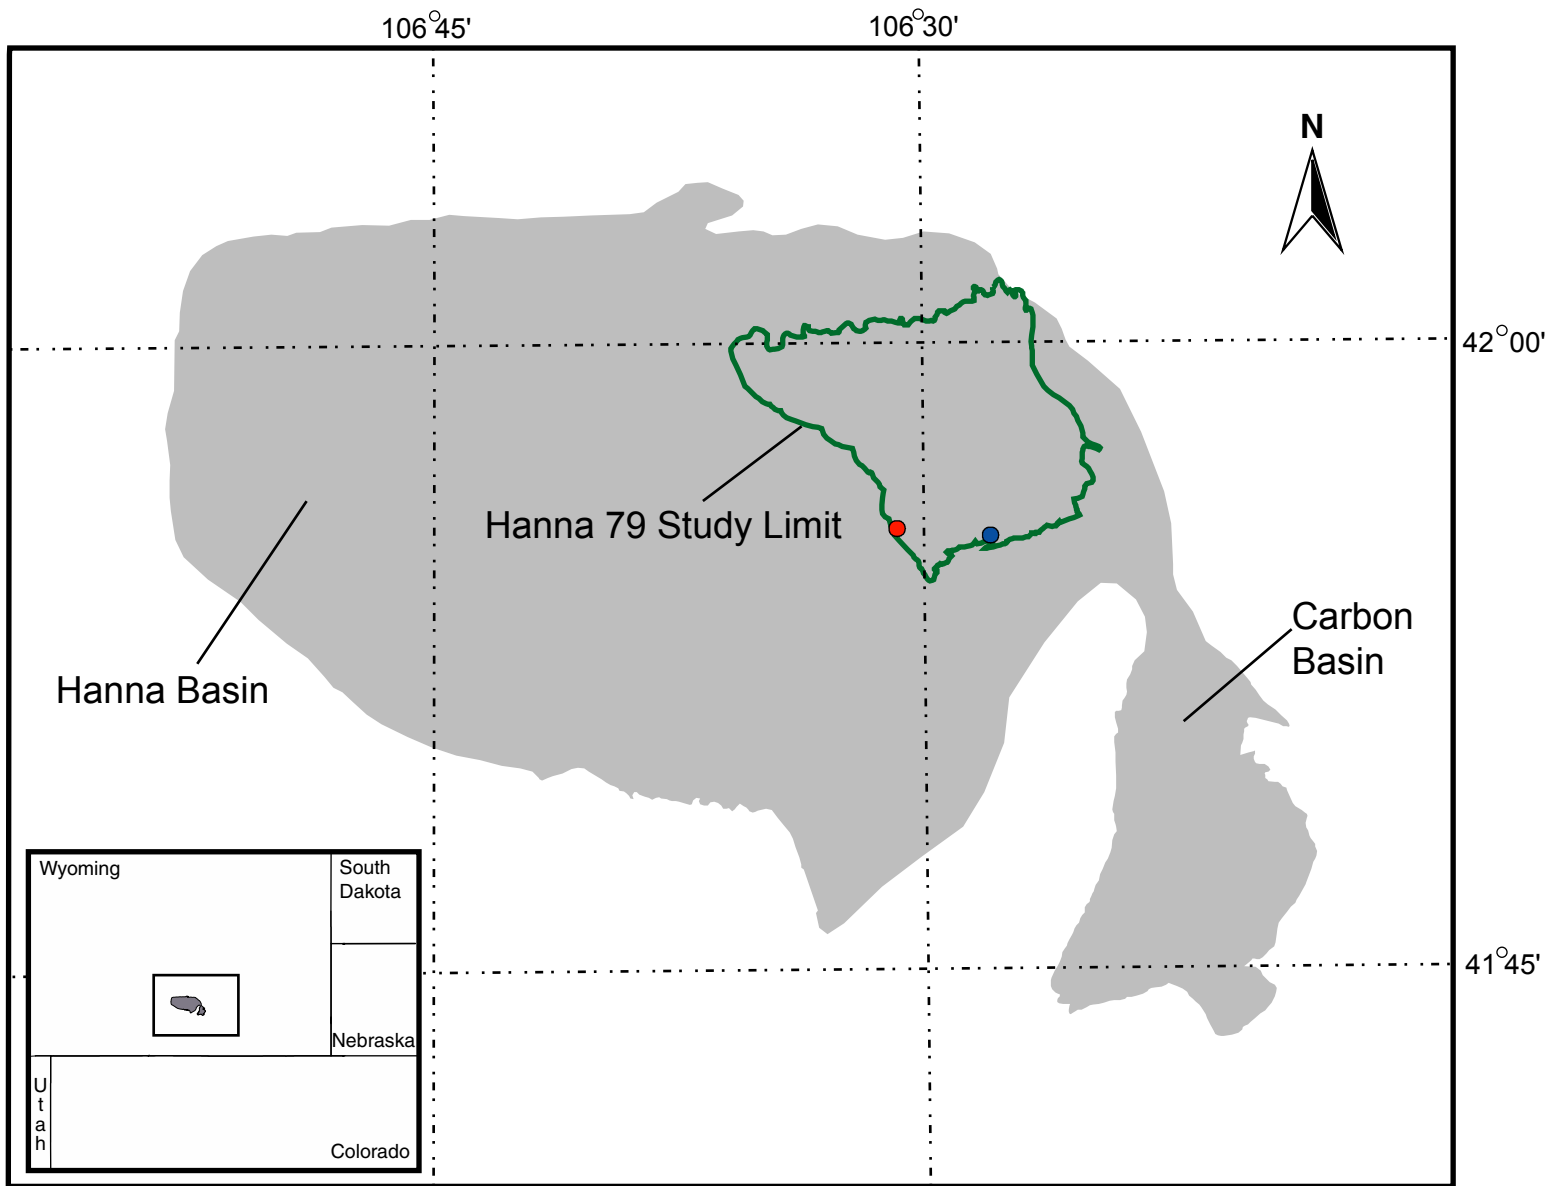 106°45'
106°30'
N
42°00'
Hanna 79 Study Limit
Carbon
Basin
Hanna Basin
Wyoming
South
Dakota
41°45'
Nebraska
Utah
Colorado